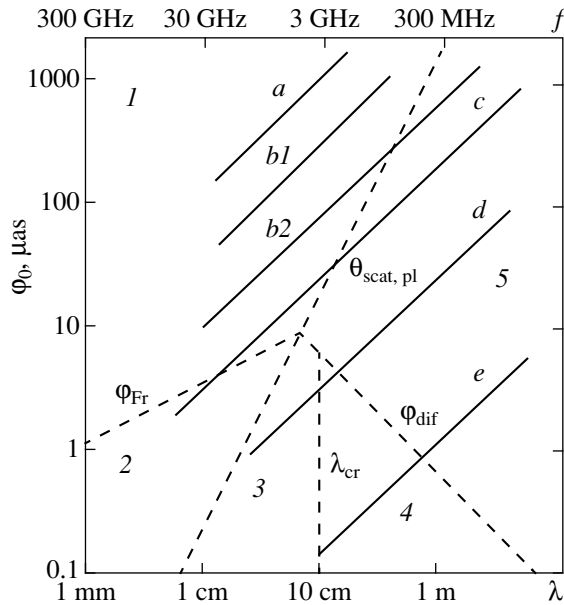 300 GHz 30 GHz 3 GHz 300 MHz f
1000
1
a
c
b1
100
b2
d
φ₀, μas
θscat, pl
5
10
e
φFr
φdif
1
2
3
λcr
4
0.1
1 mm 1 cm 10 cm 1 m λ